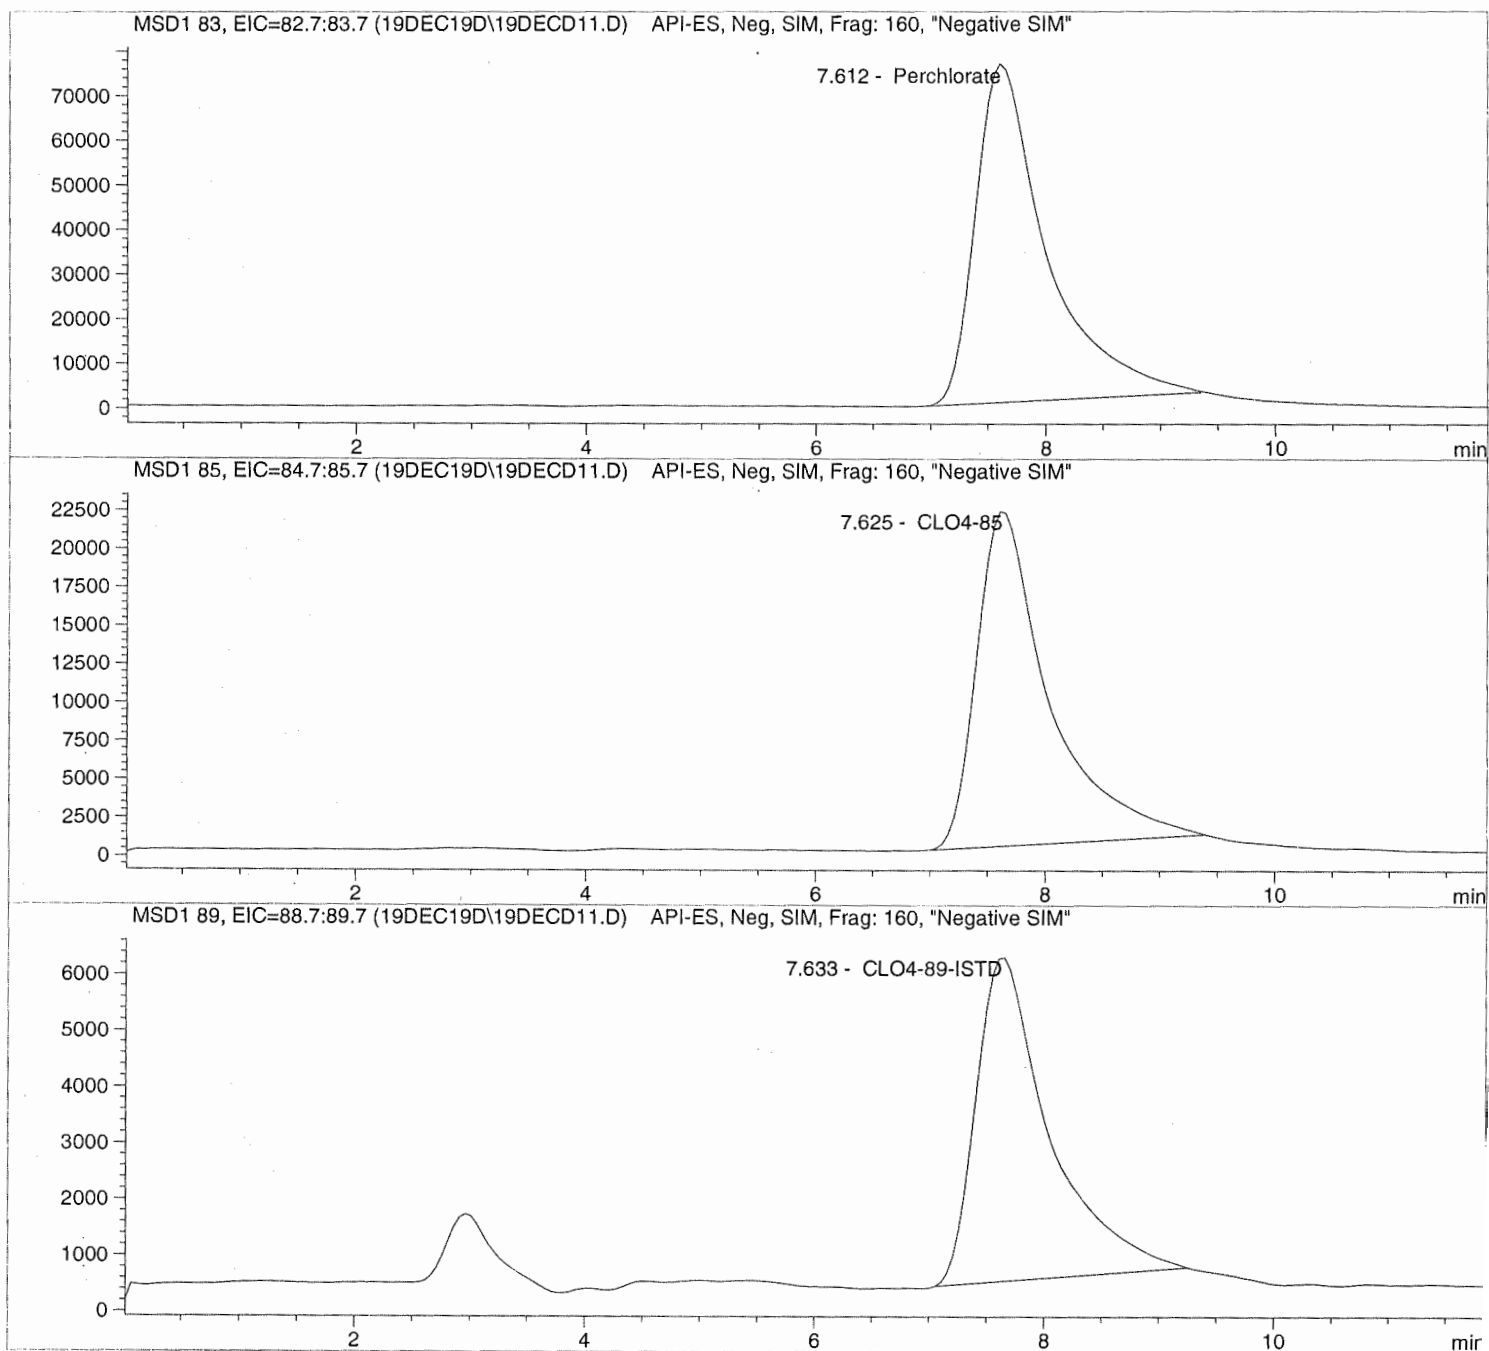 MSD1 83, EIC=82.7:83.7 (19DEC19D\19DECD11.D) API-ES, Neg, SIM, Frag: 160, "Negative SIM"
7.612 - Perchlorate
70000
60000
50000
40000
30000
20000
10000
0
2 4 6 8 10 min
MSD1 85, EIC=84.7:85.7 (19DEC19D\19DECD11.D) API-ES, Neg, SIM, Frag: 160, "Negative SIM"
22500
7.625 - CLO4-85
20000
17500
15000
12500
10000
7500
5000
2500
0
2 4 6 8 10 min
MSD1 89, EIC=88.7:89.7 (19DEC19D\19DECD11.D) API-ES, Neg, SIM, Frag: 160, "Negative SIM"
7.633 - CLO4-89-ISTD
6000
5000
4000
3000
2000
1000
0
2 4 6 8 10 min